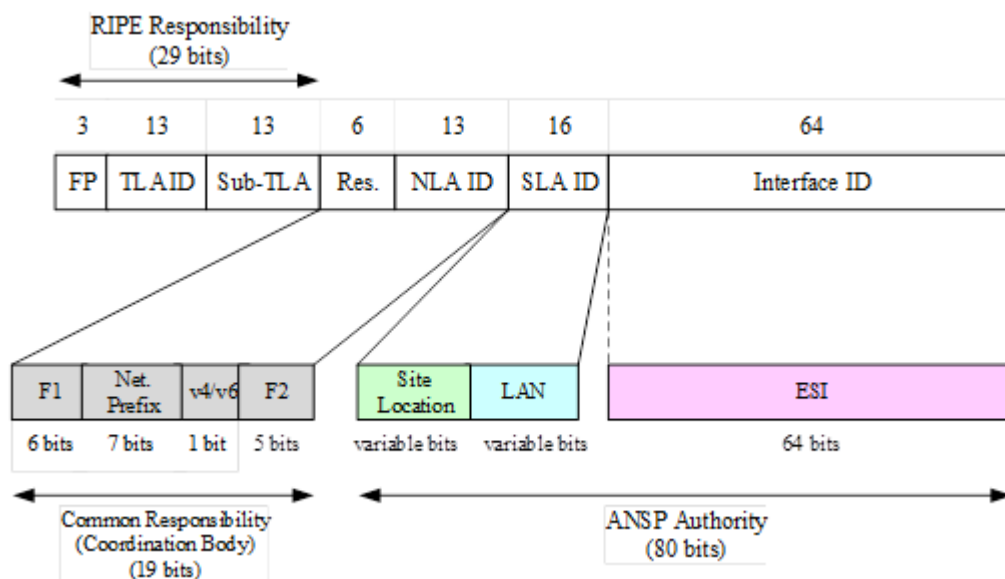 RIPE Responsibility
(29 bits)
3 13 13 6 13 16 64
FP TLA ID Sub-TLA Res. NLA ID SLA ID Interface ID
F1 Net. Prefix v4/v6 F2 Site Location LAN ESI
6 bits 7 bits 1 bit 5 bits variable bits variable bits 64 bits
Common Responsibility
(Coordination Body)
(19 bits)
ANSP Authority
(80 bits)